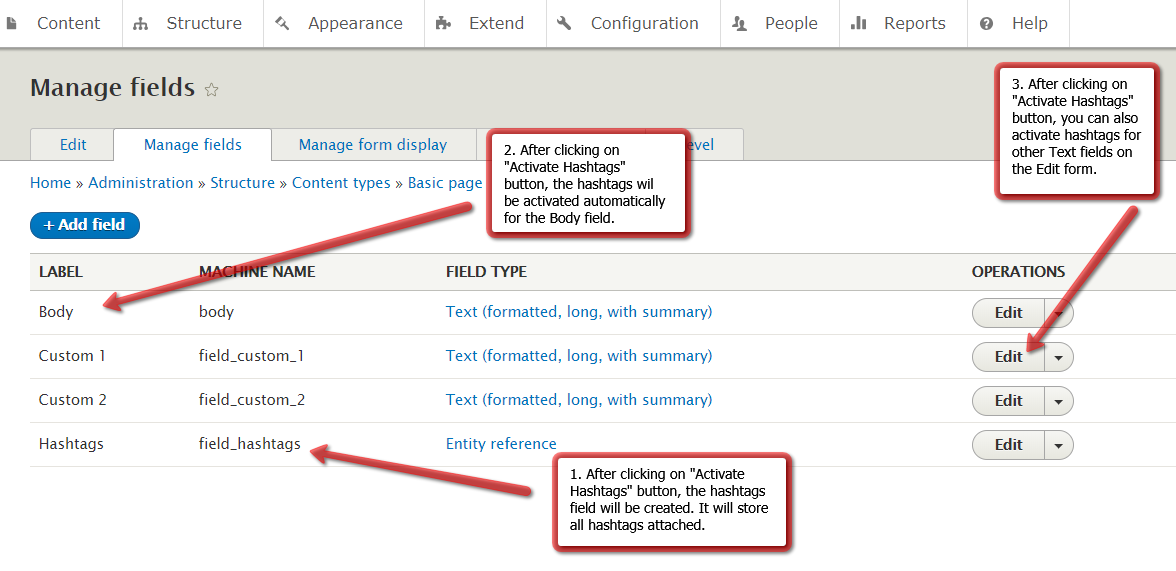 Content Structure Appearance Extend Configuration People Reports Help
Manage fields
Edit Manage fields Manage form display
Home » Administration » Structure » Content types » Basic page
+ Add field
2. After clicking on
"Activate Hashtags"
button, the hashtags wil
be activated automatically
for the Body field.
3. After clicking on
"Activate Hashtags"
button, you can also
activate hashtags for
other Text fields on
the Edit form.
LABEL MACHINE NAME FIELD TYPE OPERATIONS
Body body Text (formatted, long, with summary) Edit
Custom 1 field_custom_1 Text (formatted, long, with summary) Edit
Custom 2 field_custom_2 Text (formatted, long, with summary) Edit
Hashtags field_hashtags Entity reference Edit
1. After clicking on "Activate
Hashtags" button, the hashtags
field will be created. It will store
all hashtags attached.